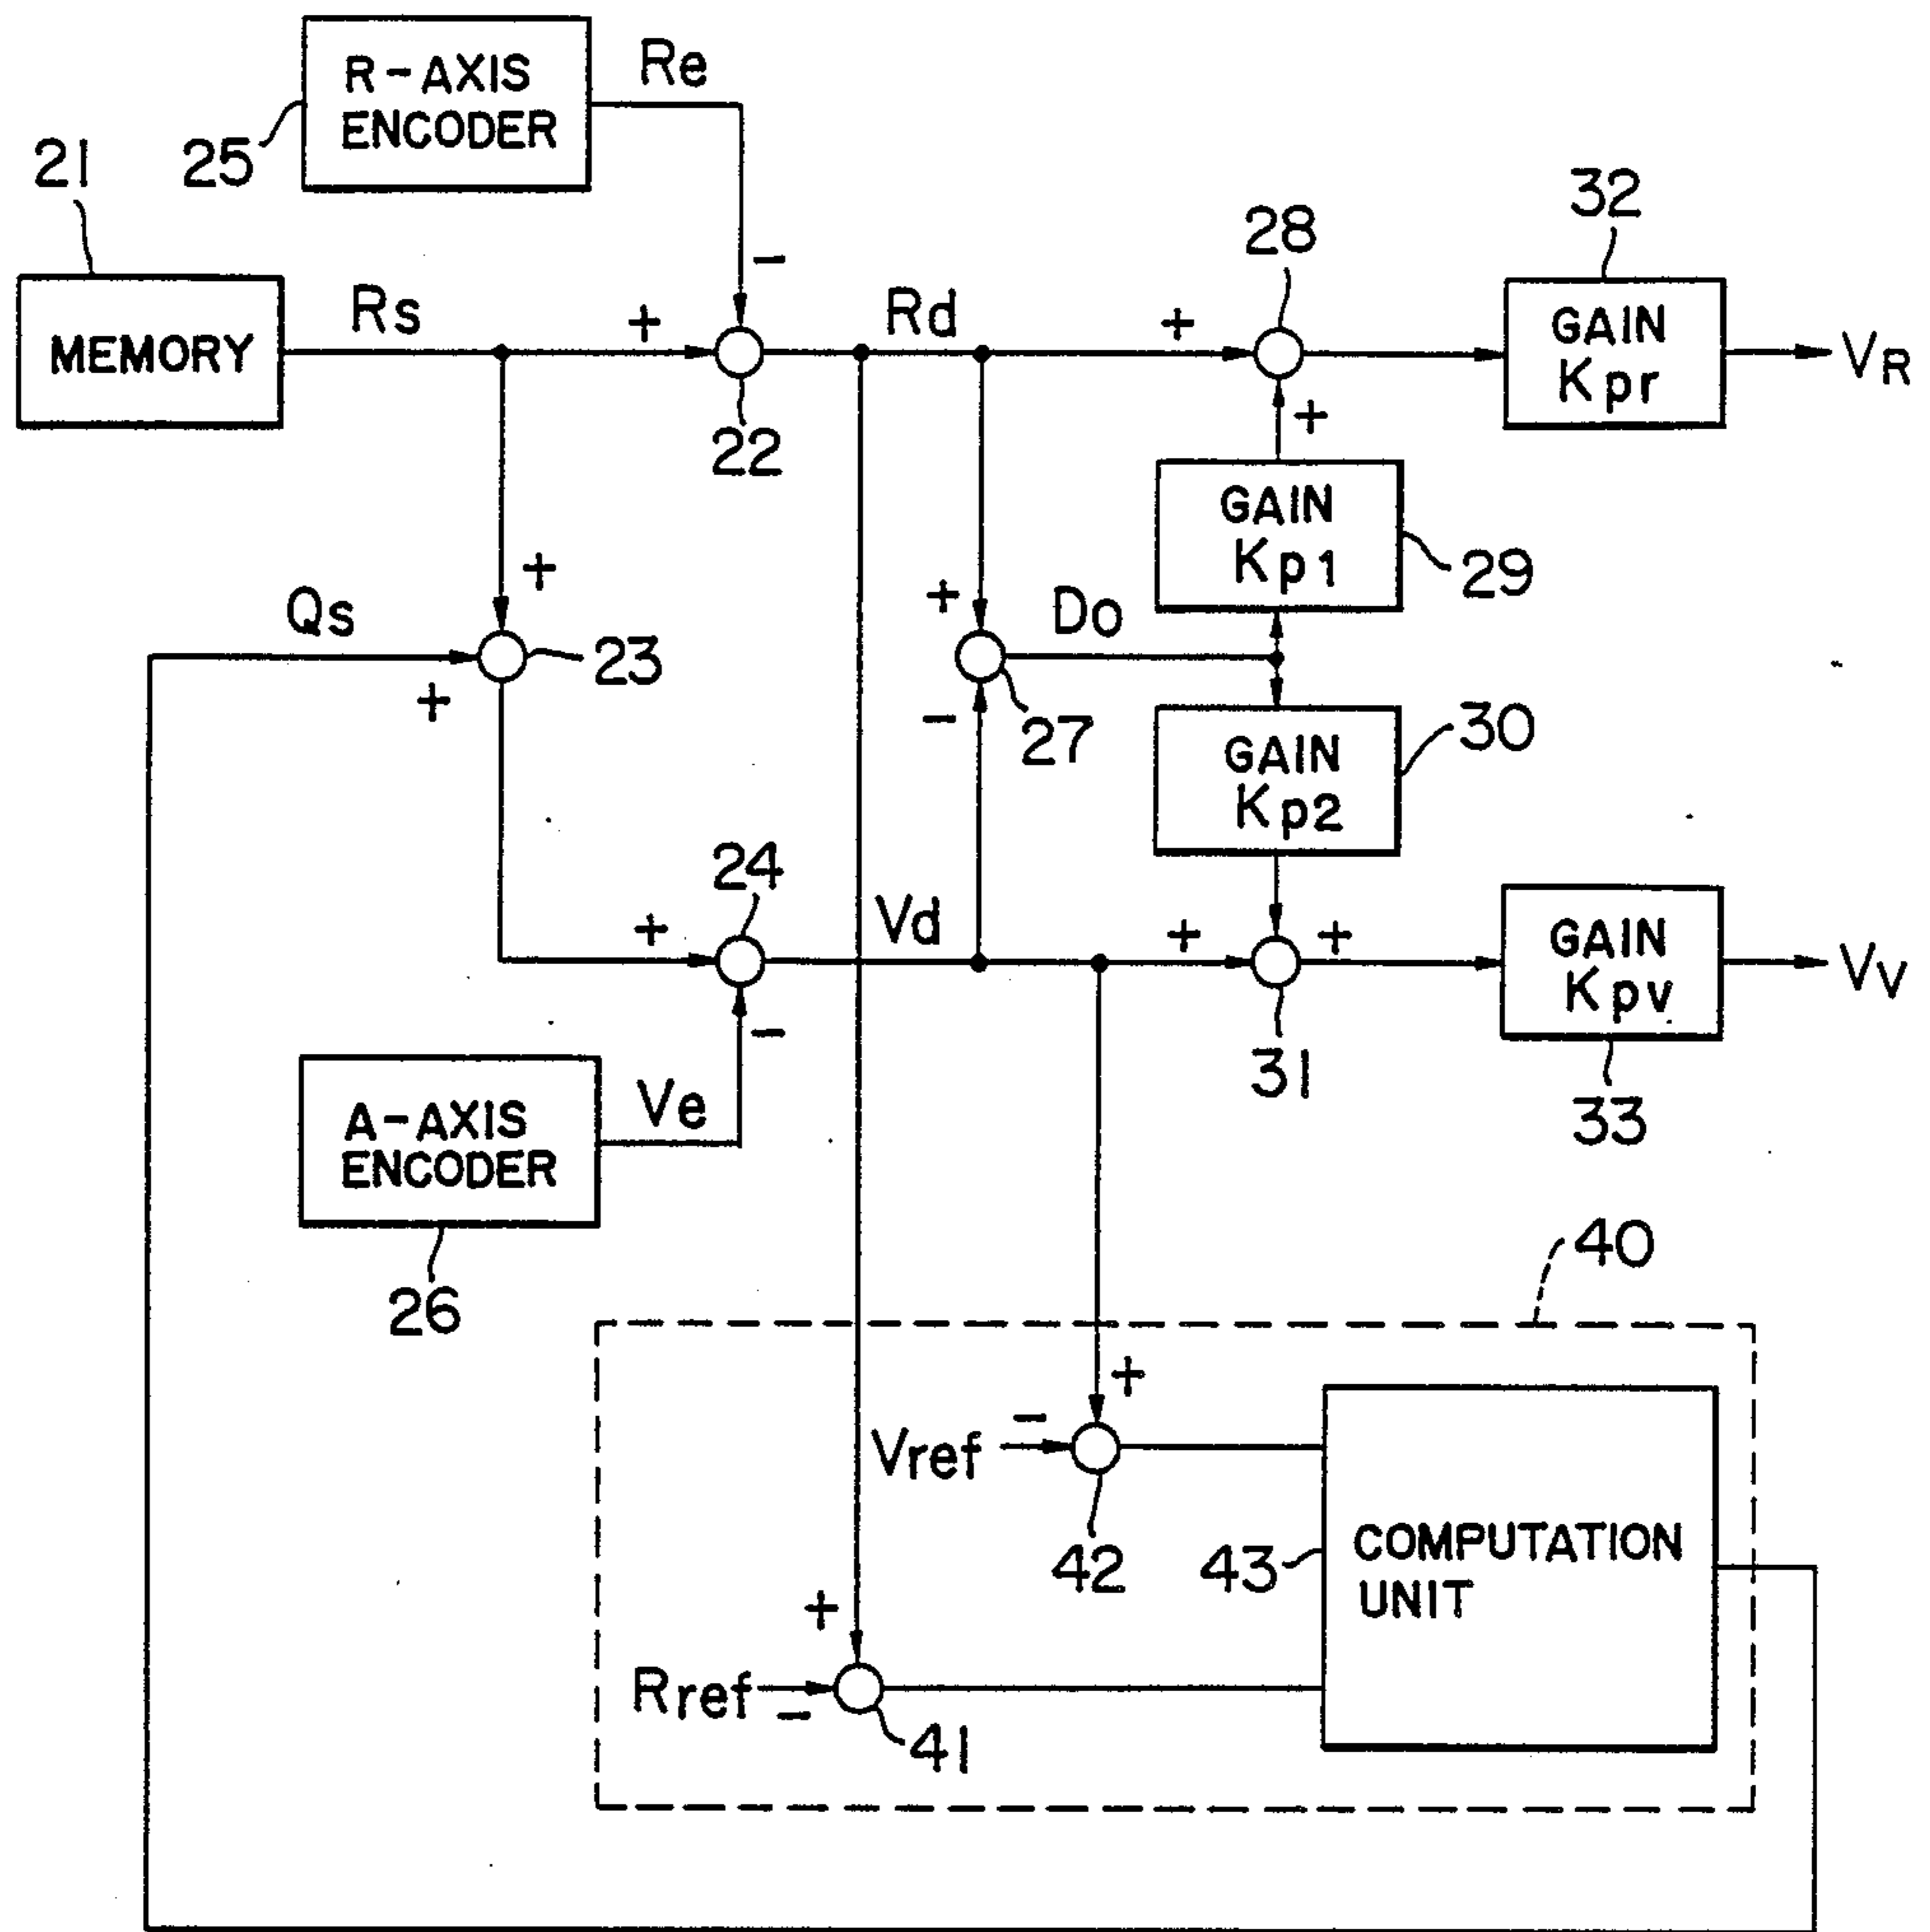 R-AXIS
ENCODER
Re
25
21
MEMORY
Rs
+
-
22
Rd
+
28
32
GAIN
Kpr
VR
+
GAIN
Kp1
29
Qs
+
23
+
+
Do
27
-
GAIN
Kp2
30
24
+
Vd
-
+
31
+
GAIN
Kpv
VV
33
A-AXIS
ENCODER
Ve
26
40
+
-
Vref
42
43
COMPUTATION
UNIT
+
Rref
-
41